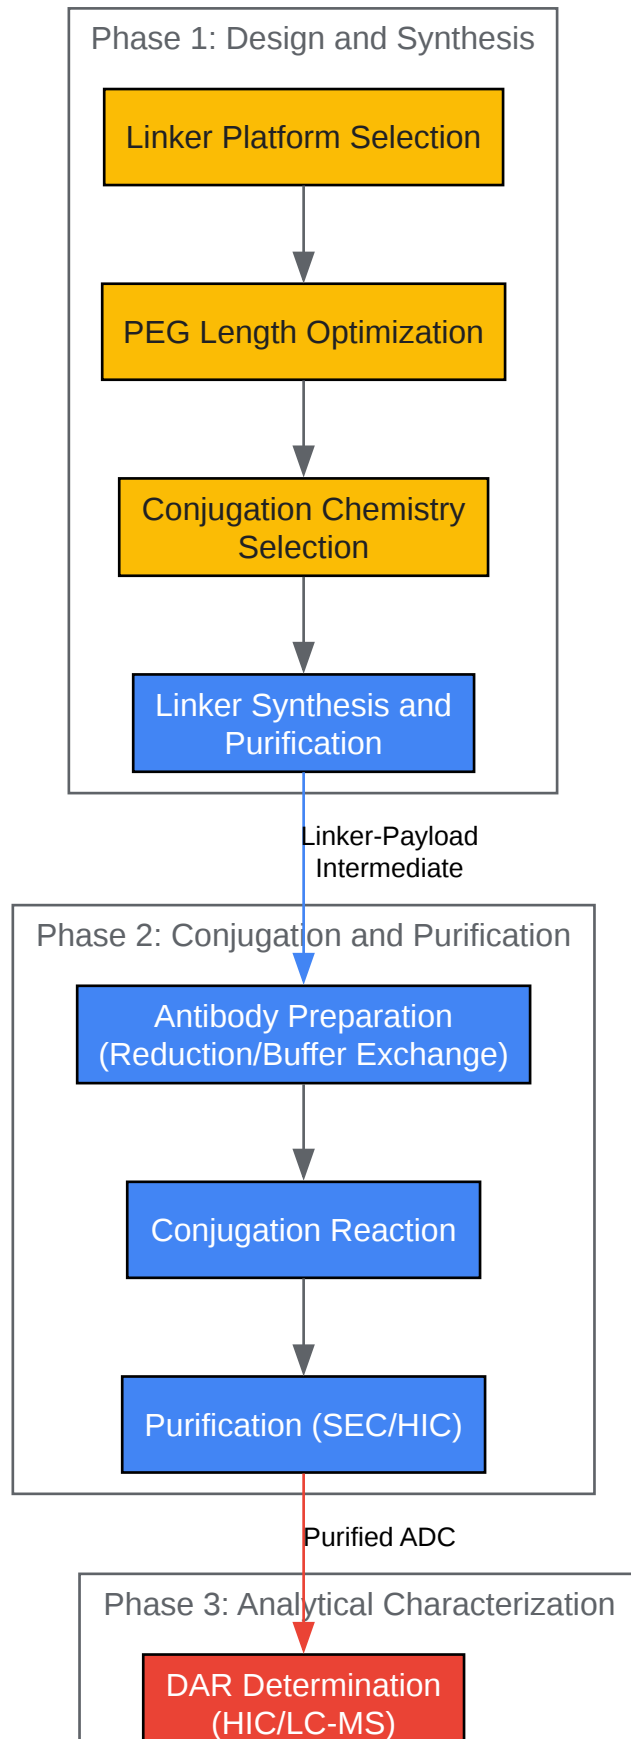 Phase 1: Design and Synthesis
Linker Platform Selection
PEG Length Optimization
Conjugation Chemistry
Selection
Linker Synthesis and
Purification
Linker-Payload
Intermediate
Phase 2: Conjugation and Purification
Antibody Preparation
(Reduction/Buffer Exchange)
Conjugation Reaction
Purification (SEC/HIC)
Purified ADC
Phase 3: Analytical Characterization
DAR Determination
(HIC/LC-MS)